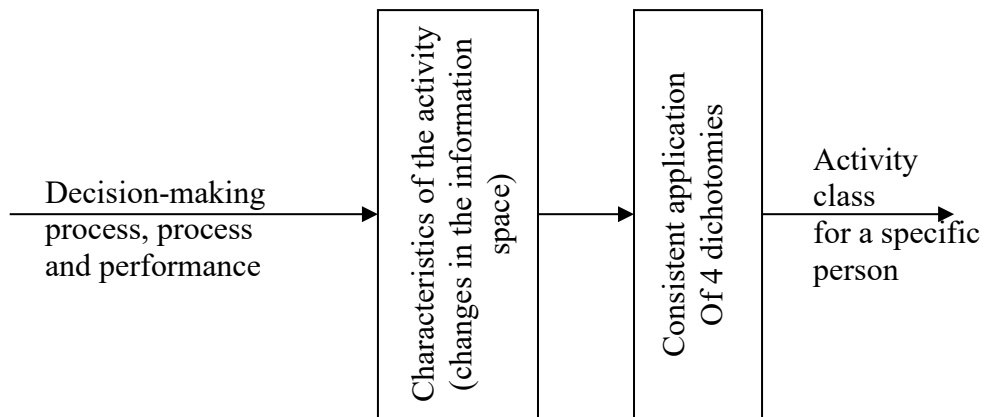 Decision-making
process, process
and performance
Characteristics of the activity
(changes in the information
space)
Consistent application
Of 4 dichotomies
Activity
class
for a specific
person